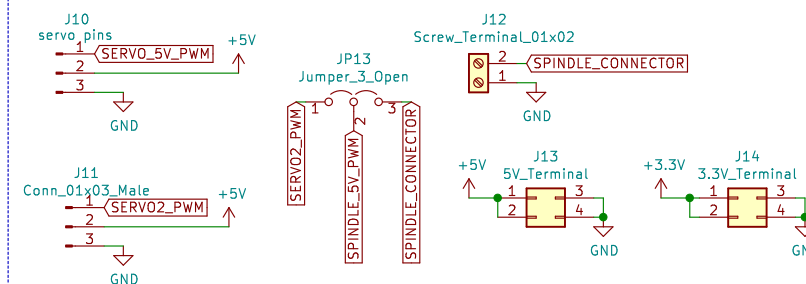 J10
servo pins
1
SERVO_5V_PWM
+5V
2
3
GND
JP13
Jumper_3_Open
1
2
3
SERVO2_PWM
SPINDLE_5V_PWM
SPINDLE_CONNECTOR
J12
Screw_Terminal_01x02
2
SPINDLE_CONNECTOR
1
GND
J11
Conn_01x03_Male
1
SERVO2_PWM
+5V
2
3
GND
J13
5V_Terminal
+5V
1
3
2
4
GND
J14
3.3V_Terminal
+3.3V
1
3
2
4